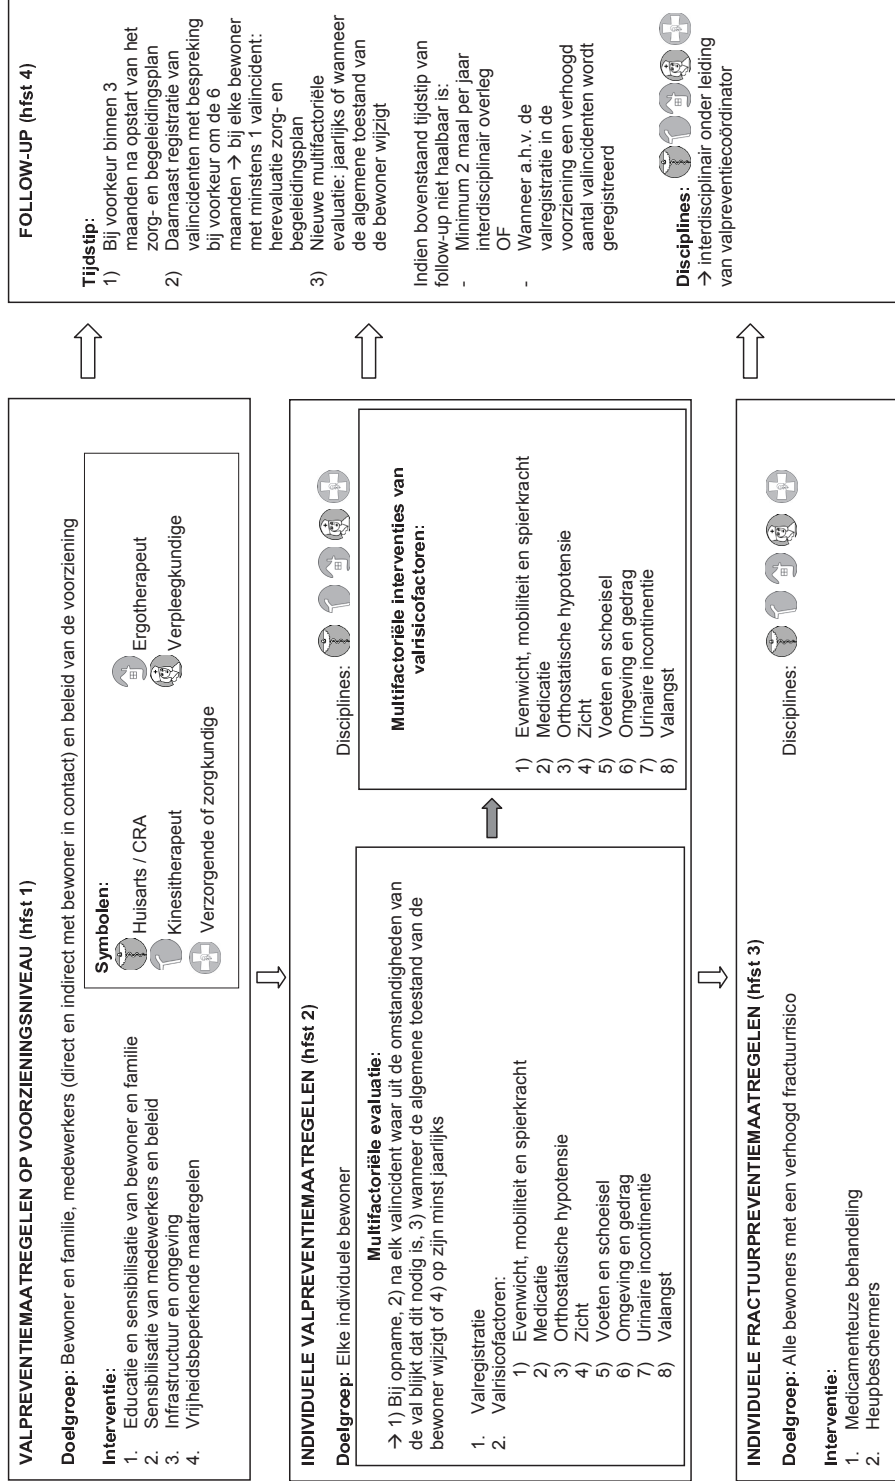 VALPREVENTIEMAATREGELEN OP VOORZIENINGSNIVEAU (hfst 1)
Doelgroep: Bewoner en familie, medewerkers (direct en indirect met bewoner in contact) en beleid van de voorziening
Interventie:
1. Educatie en sensibilisatie van bewoner en familie
2. Sensibilisatie van medewerkers en beleid
3. Infrastructuur en omgeving
4. Vrijheidsbeperkende maatregelen
Symbolen:
Huisarts / CRA
Ergotherapeut
Kinesitherapeut
Verpleegkundige
Verzorgende of zorgkundige
INDIVIDUELE VALPREVENTIEMAATREGELEN (hfst 2)
Doelgroep: Elke individuele bewoner
Disciplines:
Multifactoriële evaluatie:
→ 1) Bij opname, 2) na elk valincident waar uit de omstandigheden van
de val blijkt dat dit nodig is, 3) wanneer de algemene toestand van de
bewoner wijzigt of 4) op zijn minst jaarlijks
1. Valregistratie
2. Valrisicofactoren:
1) Evenwicht, mobiliteit en spierkracht
2) Medicatie
3) Orthostatische hypotensie
4) Zicht
5) Voeten en schoeisel
6) Omgeving en gedrag
7) Urinaire incontinentie
8) Valangst
Multifactoriële interventies van
valrisicofactoren:
1) Evenwicht, mobiliteit en spierkracht
2) Medicatie
3) Orthostatische hypotensie
4) Zicht
5) Voeten en schoeisel
6) Omgeving en gedrag
7) Urinaire incontinentie
8) Valangst
INDIVIDUELE FRACTUURPREVENTIEMAATREGELEN (hfst 3)
Doelgroep: Alle bewoners met een verhoogd fractuurrisico
Disciplines:
Interventie:
1. Medicamenteuze behandeling
2. Heupbeschermers
FOLLOW-UP (hfst 4)
Tijdstip:
1) Bij voorkeur binnen 3
maanden na opstart van het
zorg- en begeleidingsplan
2) Daarnaast registratie van
valincidenten met bespreking
bij voorkeur om de 6
maanden → bij elke bewoner
met minstens 1 valincident:
herevaluatie zorg- en
begeleidingsplan
3) Nieuwe multifactoriële
evaluatie: jaarlijks of wanneer
de algemene toestand van
de bewoner wijzigt
Indien bovenstaand tijdstip van
follow-up niet haalbaar is:
- Minimum 2 maal per jaar
interdisciplinair overleg
OF
- Wanneer a.h.v. de
valregistratie in de
voorziening een verhoogd
aantal valincidenten wordt
geregistreerd
Disciplines:
→ interdisciplinair onder leiding
van valpreventiecoördinator